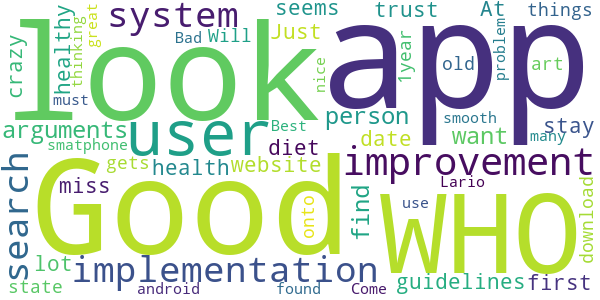 look
app
Good
WHO
user
improvement
implementation
system
search
seems
trust
At
things
great
thinking
healthy
crazy
Bad
Will
Just
1year
old
problem
art
must
nice
person
smooth
many
arguments
smatphone
Best
date
want
stay
gets
health
website
diet
miss
Lario
find
onto
use
download
lot
state
android
found
Come
guidelines
first